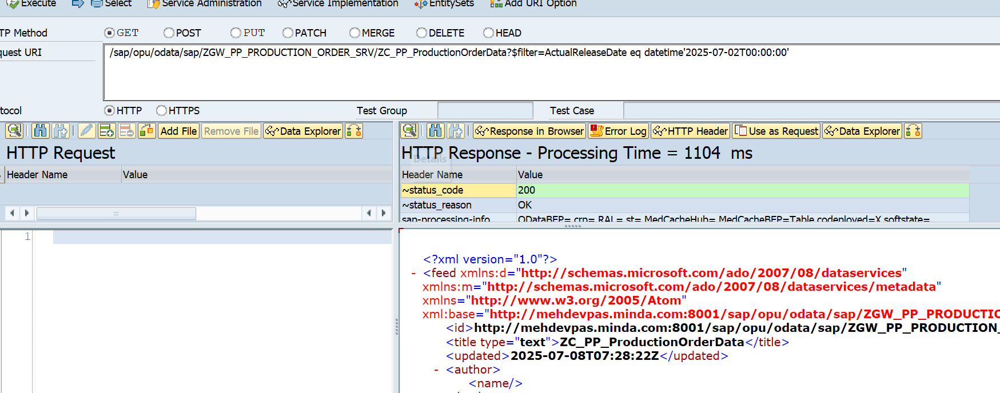 Execute Select Service Administration Service Implementation EntitySets Add URI Option
TP Method GET POST PUT PATCH MERGE DELETE HEAD
quest URI /sap/opu/odata/sap/ZGW_PP_PRODUCTION_ORDER_SRV/ZC_PP_ProductionOrderData?$filter=ActualReleaseDate eq datetime'2025-07-02T00:00:00'
tocol HTTP HTTPS Test Group Test Case
Add File Remove File Data Explorer Response in Browser Error Log HTTP Header Use as Request Data Explorer
HTTP Request
HTTP Response - Processing Time = 1104 ms
Details
Header Name Value
Header Name Value
~status_code 200
~status_reason OK
sap-processing-info ODataBEP= crp= RAL= st= MedCacheHub= MedCacheBEP=Table codeployed=X softstate=
1
<?xml version="1.0"?>
- <feed xmlns:d="http://schemas.microsoft.com/ado/2007/08/dataservices"
xmlns:m="http://schemas.microsoft.com/ado/2007/08/dataservices/metadata"
xmlns="http://www.w3.org/2005/Atom"
xml:base="http://mehdevpas.minda.com:8001/sap/opu/odata/sap/ZGW_PP_PRODUCTIO
<id>http://mehdevpas.minda.com:8001/sap/opu/odata/sap/ZGW_PP_PRODUCTION_
<title type="text">ZC_PP_ProductionOrderData</title>
<updated>2025-07-08T07:28:22Z</updated>
- <author>
<name/>